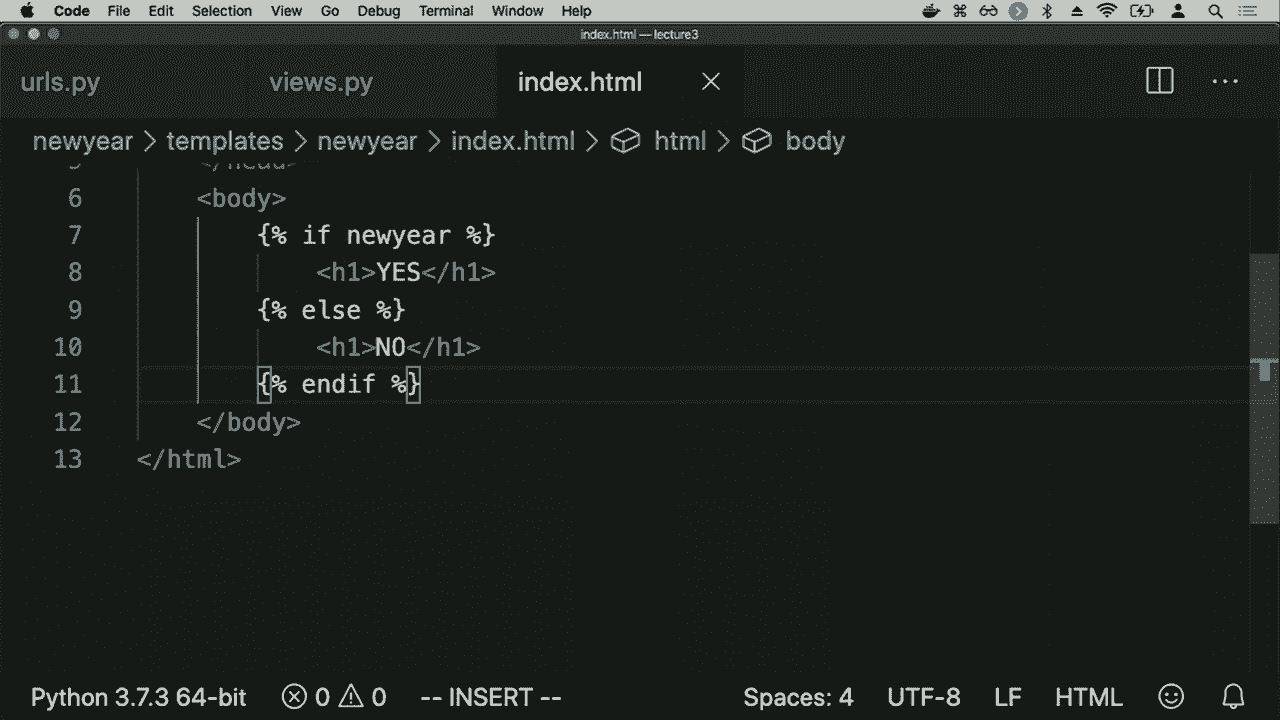 Code File Edit Selection View Go Debug Terminal Window Help
index.html — lecture3
urls.py views.py index.html
newyear > templates > newyear > index.html > html > body
5 </head>
6 <body>
7 {% if newyear %}
8 <h1>YES</h1>
9 {% else %}
10 <h1>NO</h1>
11 {% endif %}
12 </body>
13 </html>
Python 3.7.3 64-bit 0 0 -- INSERT -- Spaces: 4 UTF-8 LF HTML